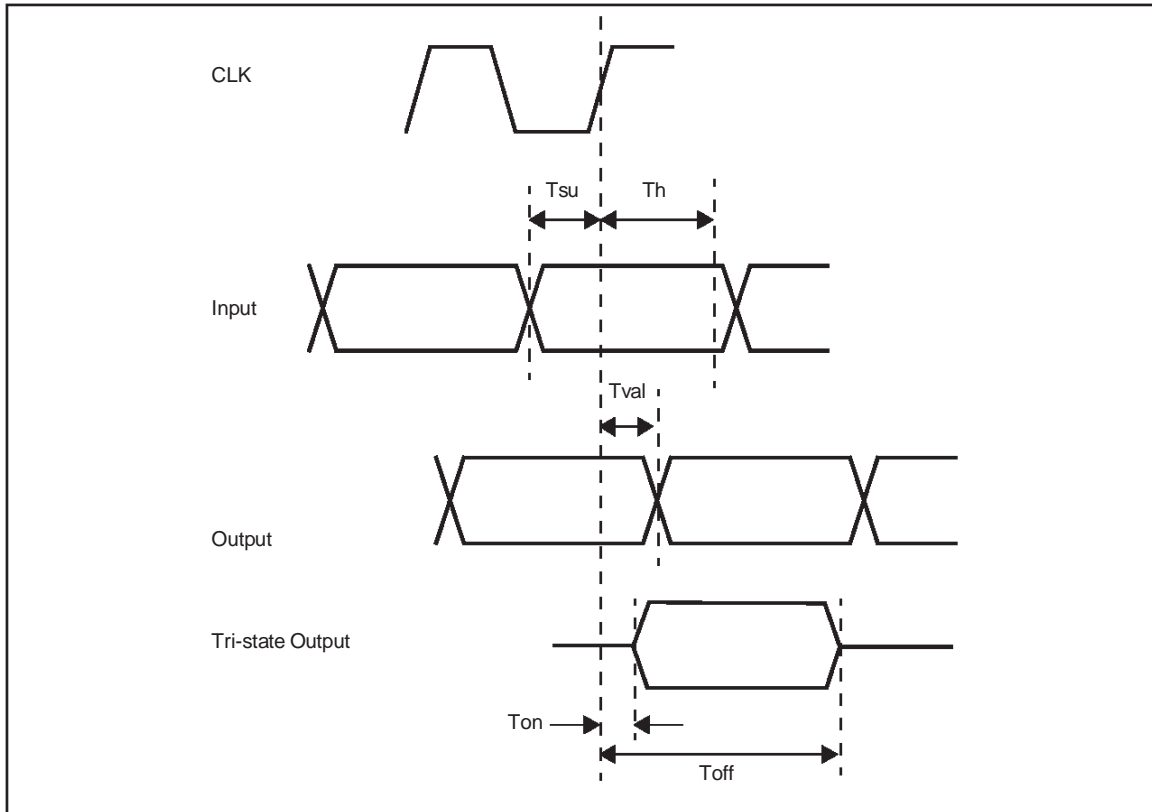 CLK
Tsu
Th
Input
Tval
Output
Tri-state Output
Ton
Toff